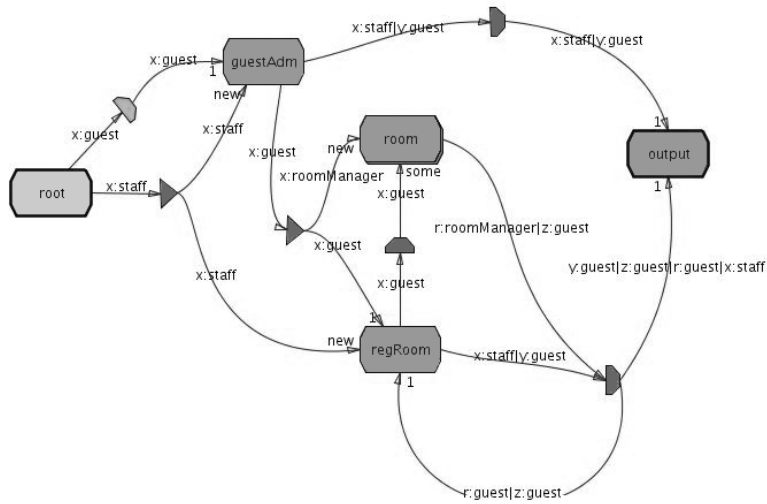 x:staff|y:guest
x:guest
x:staff|y:guest
1
guestAdm
new
x:guest
x:staff
x:guest
new
room
1
output
1
some
x:roomManager
x:guest
root
x:staff
r:roomManager|z:guest
x:guest
x:staff
y:guest|z:guest|r:guest|x:staff
x:guest
1
new
regRoom
x:staff|y:guest
1
r:guest|z:guest